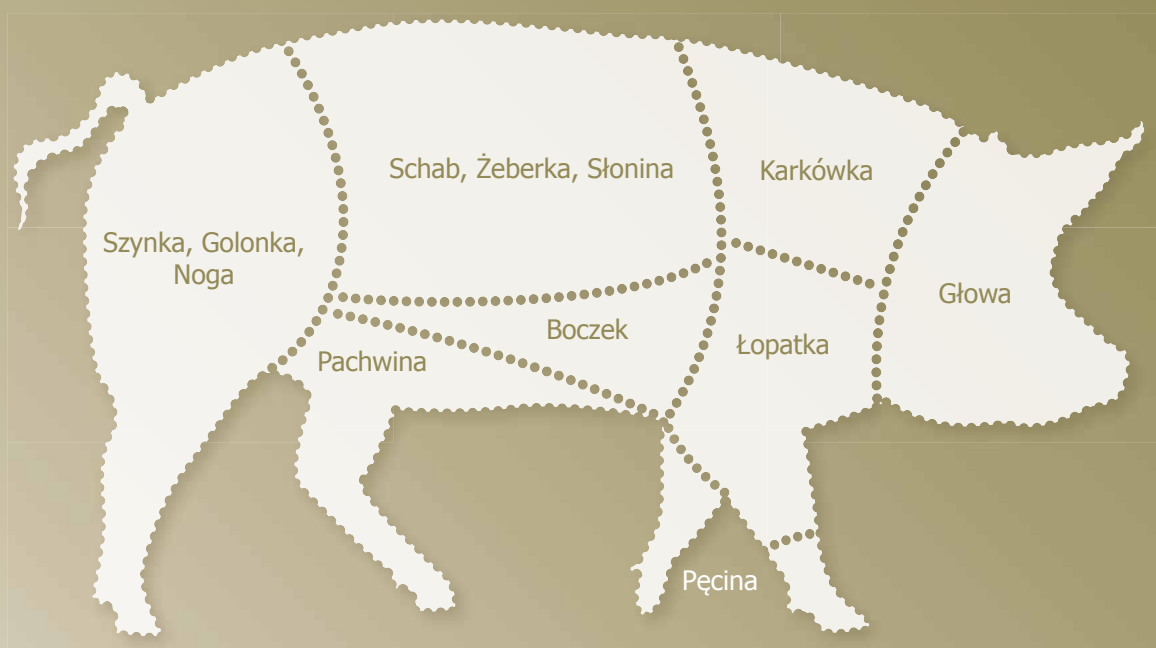 Schab, Żeberka, Słonina
Karkówka
Szynka, Golonka,
Noga
Głowa
Boczek
Łopatka
Pachwina
Pęcina